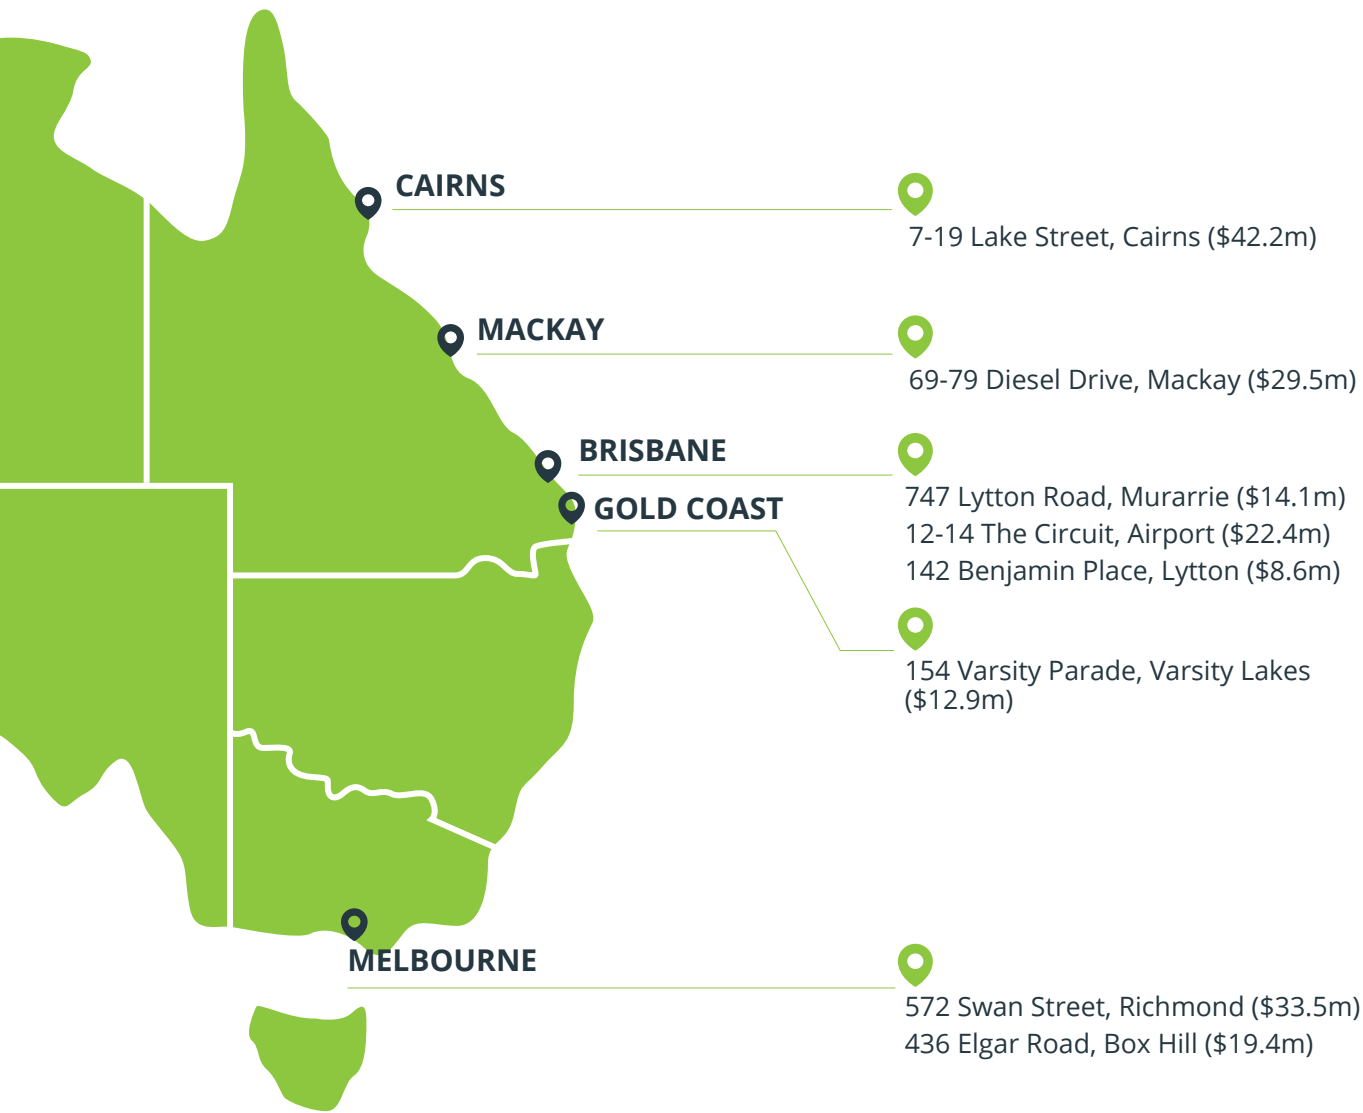 CAIRNS
7-19 Lake Street, Cairns ($42.2m)
MACKAY
69-79 Diesel Drive, Mackay ($29.5m)
BRISBANE
747 Lytton Road, Murarrie ($14.1m)
12-14 The Circuit, Airport ($22.4m)
142 Benjamin Place, Lytton ($8.6m)
GOLD COAST
154 Varsity Parade, Varsity Lakes
($12.9m)
MELBOURNE
572 Swan Street, Richmond ($33.5m)
436 Elgar Road, Box Hill ($19.4m)